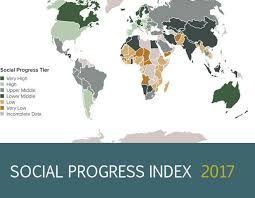 Social Progress Tier
Very High
High
Upper Middle
Lower Middle
Low
Very Low
Incomplete Data
SOCIAL PROGRESS INDEX 2017